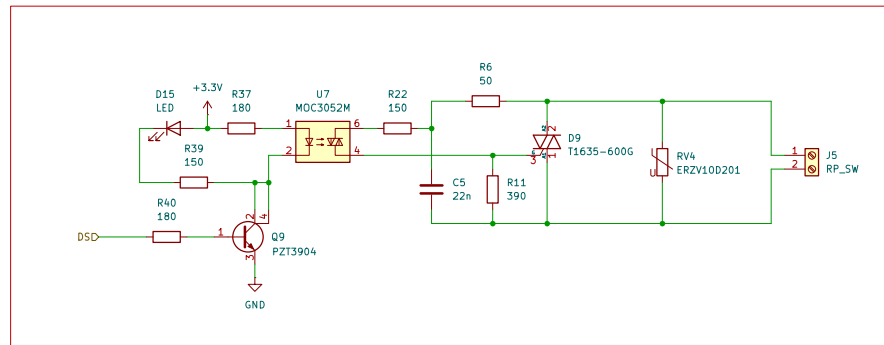 D15
LED
+3.3V
R37
180
U7
MOC3052M
R22
150
R6
50
1
2
6
4
R39
150
D9
T1635-600G
2
3
1
RV4
ERZV10D201
U
1
2
J5
RP_SW
C5
22n
R11
390
R40
180
DS
1
2
4
3
Q9
PZT3904
GND